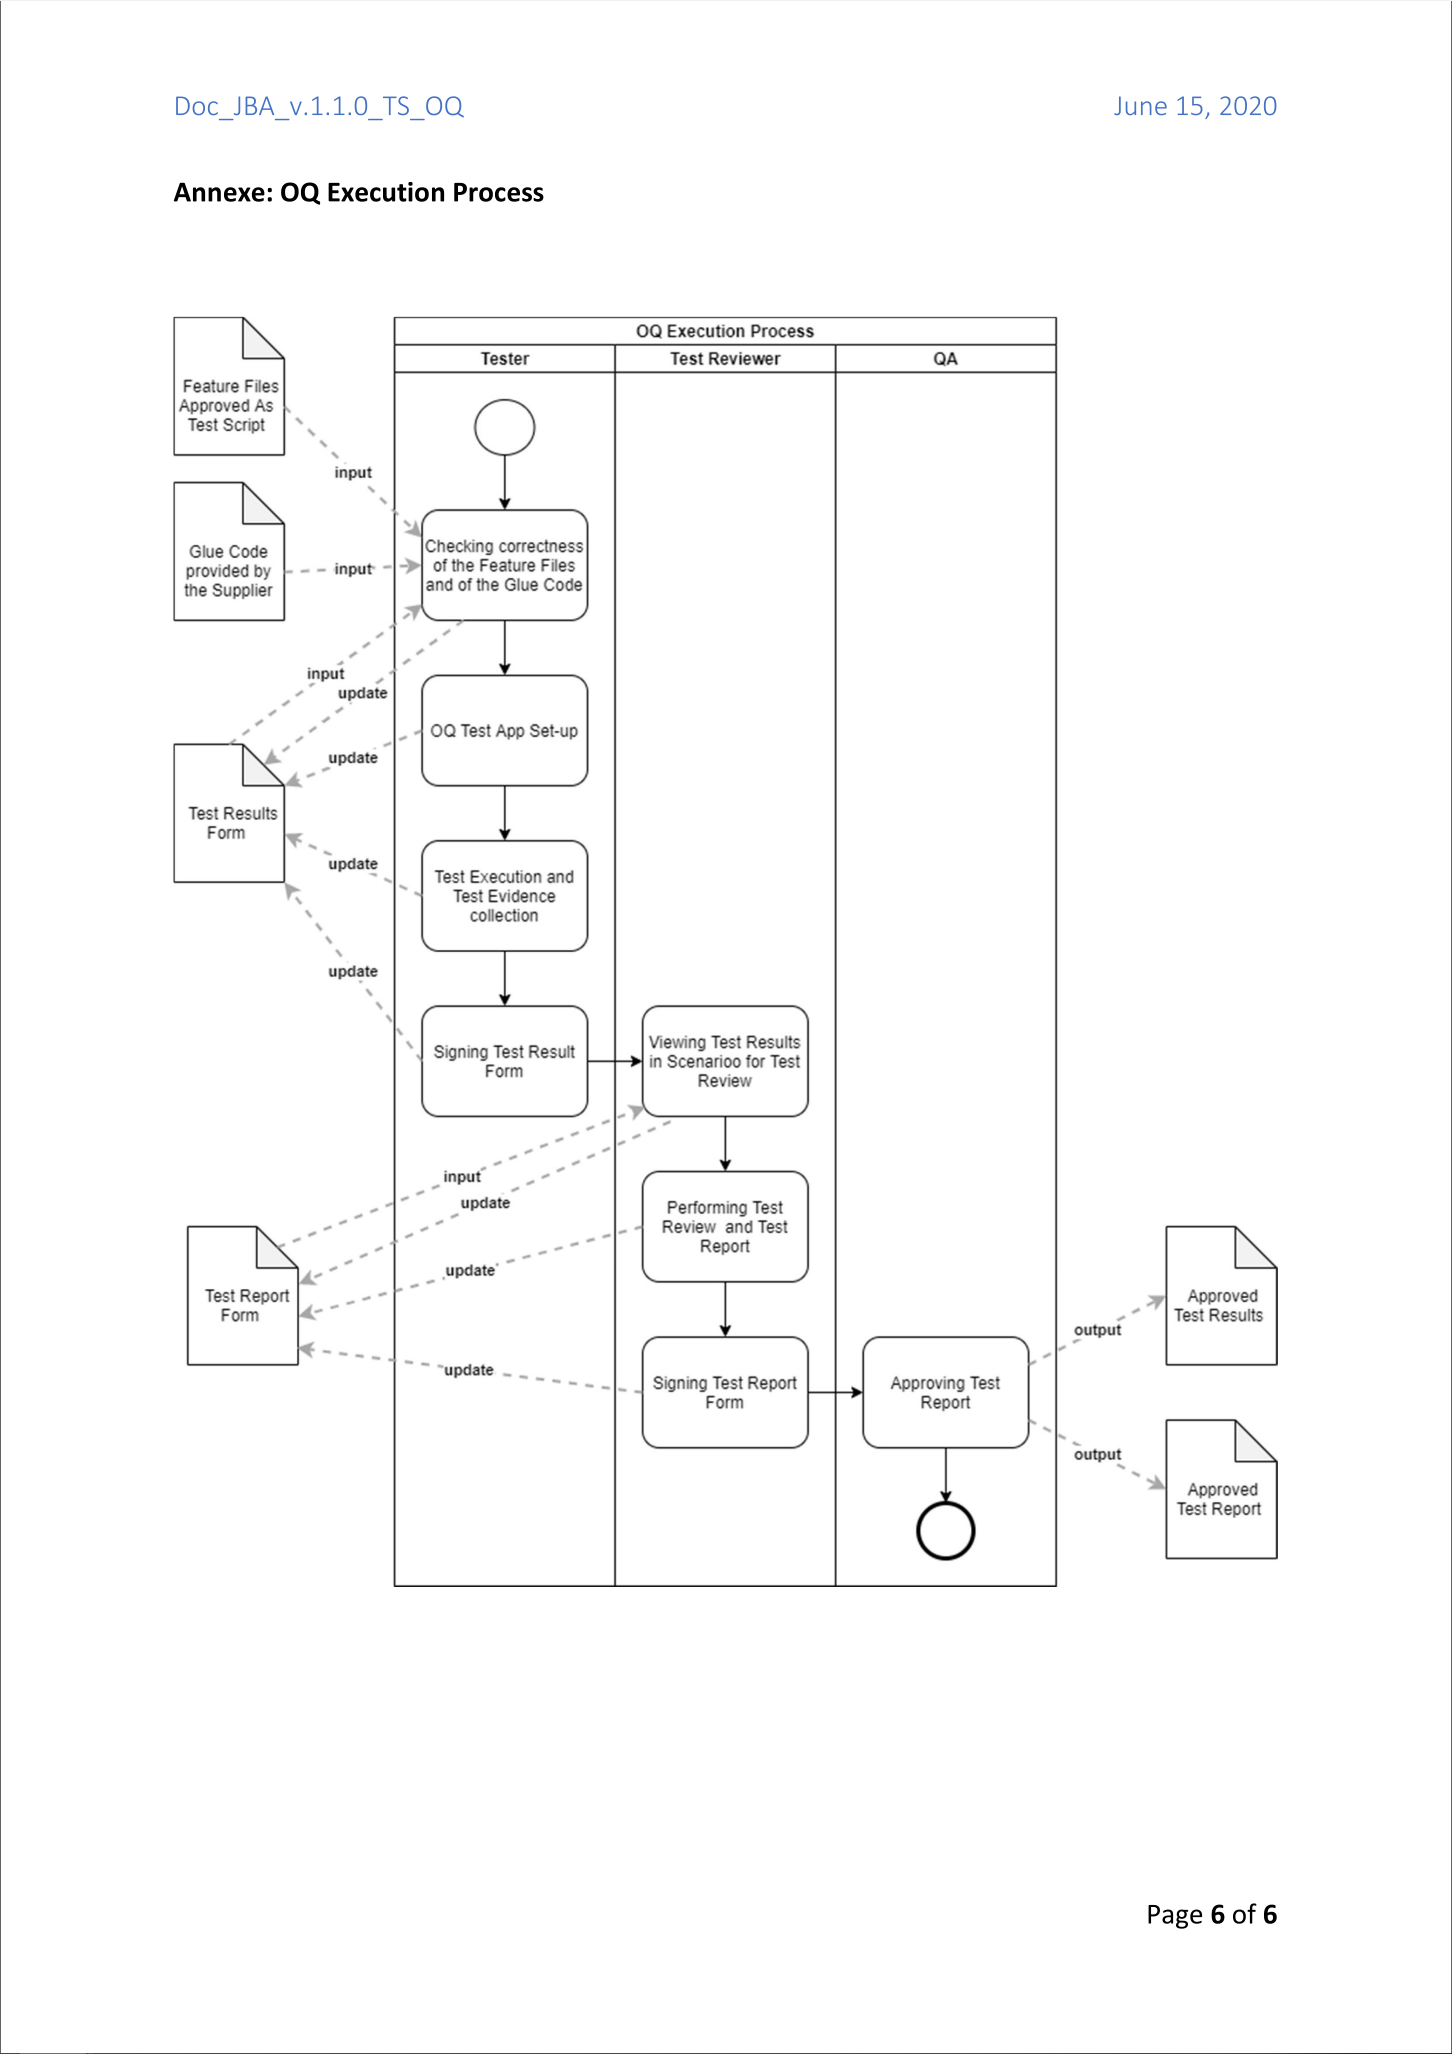 Doc_JBA_v.1.1.0_TS_OQ
June 15, 2020
Annexe: OQ Execution Process
OQ Execution Process
Tester
Test Reviewer
QA
Feature Files
Approved As
Test Script
input
Glue Code
provided by
the Supplier
input
Checking correctness
of the Feature Files
and of the Glue Code
input
update
OQ Test App Set-up
update
Test Results
Form
update
Test Execution and
Test Evidence
collection
update
Signing Test Result
Form
Viewing Test Results
in Scenarioo for Test
Review
input
update
Performing Test
Review and Test
Report
update
Test Report
Form
update
Signing Test Report
Form
Approving Test
Report
output
Approved
Test Results
output
Approved
Test Report
Page 6 of 6